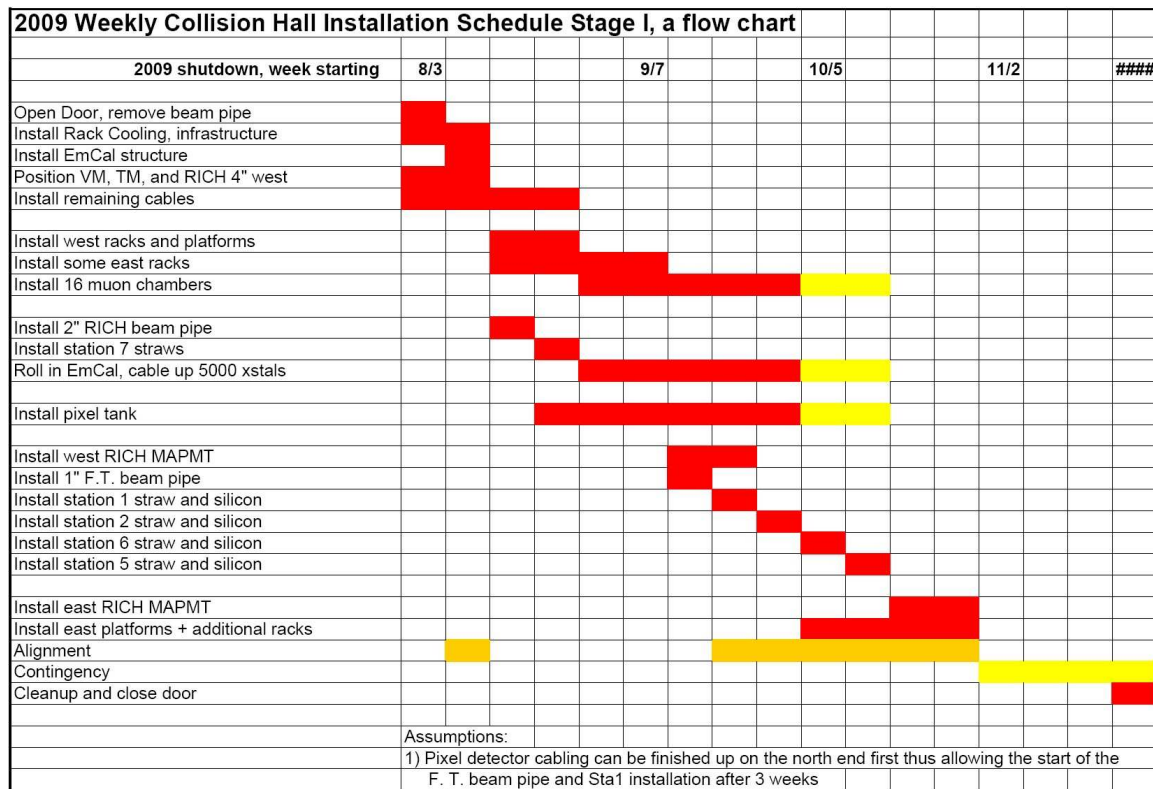 2009 Weekly Collision Hall Installation Schedule Stage I, a flow chart
2009 shutdown, week starting 8/3 9/7 10/5 11/2 ####
Open Door, remove beam pipe
Install Rack Cooling, infrastructure
Install EmCal structure
Position VM, TM, and RICH 4" west
Install remaining cables
Install west racks and platforms
Install some east racks
Install 16 muon chambers
Install 2" RICH beam pipe
Install station 7 straws
Roll in EmCal, cable up 5000 xstals
Install pixel tank
Install west RICH MAPMT
Install 1" F.T. beam pipe
Install station 1 straw and silicon
Install station 2 straw and silicon
Install station 6 straw and silicon
Install station 5 straw and silicon
Install east RICH MAPMT
Install east platforms + additional racks
Alignment
Contingency
Cleanup and close door
Assumptions:
1) Pixel detector cabling can be finished up on the north end first thus allowing the start of the
F. T. beam pipe and Sta1 installation after 3 weeks